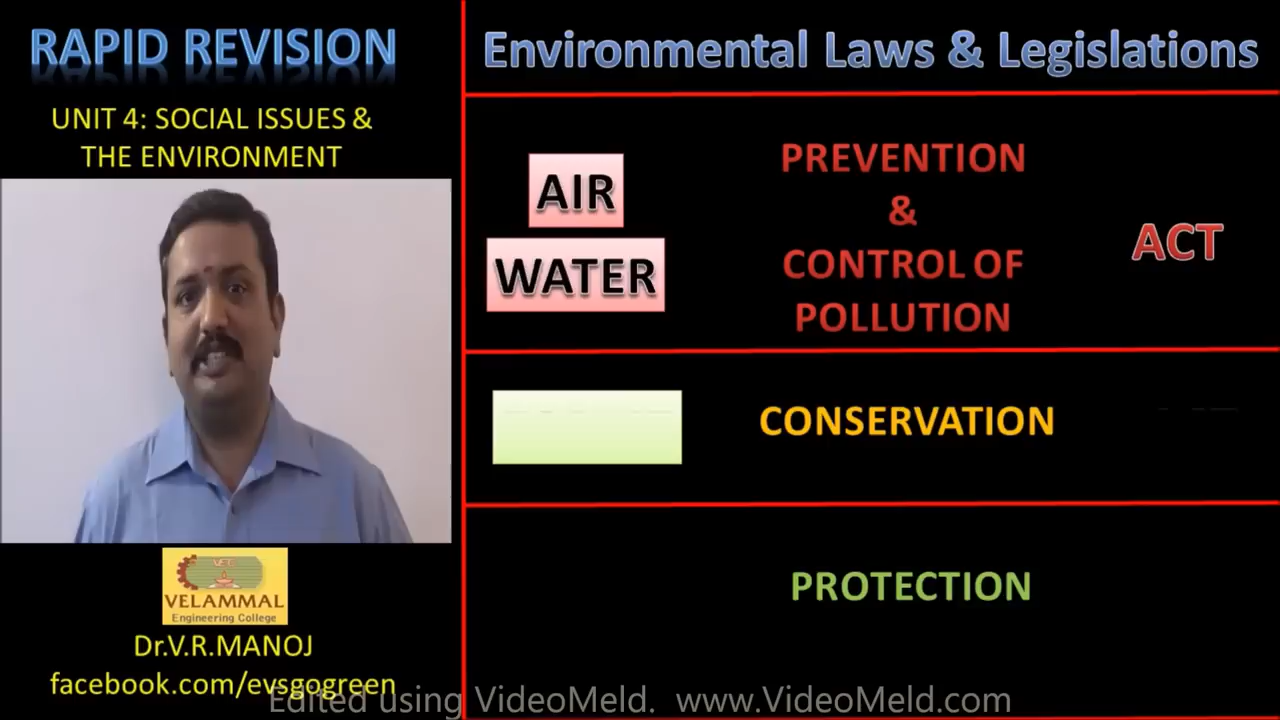 RAPID REVISION
UNIT 4: SOCIAL ISSUES &
THE ENVIRONMENT
VEC
VELAMMAL
Engineering College
Dr.V.R.MANOJ
facebook.com/evsgogreen
Environmental Laws & Legislations
AIR
WATER
PREVENTION
&
CONTROL OF
POLLUTION
ACT
CONSERVATION
PROTECTION
Edited using VideoMeld. www.VideoMeld.com